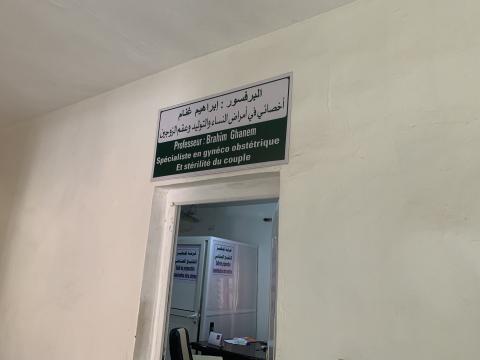 البرفسور : إبراهيم غنام
أخصائي في أمراض النساء والتوليد وعقم الزوجين
Professeur : Brahim Ghanem
Spécialiste en gynéco obstétrique
Et stérilité du couple